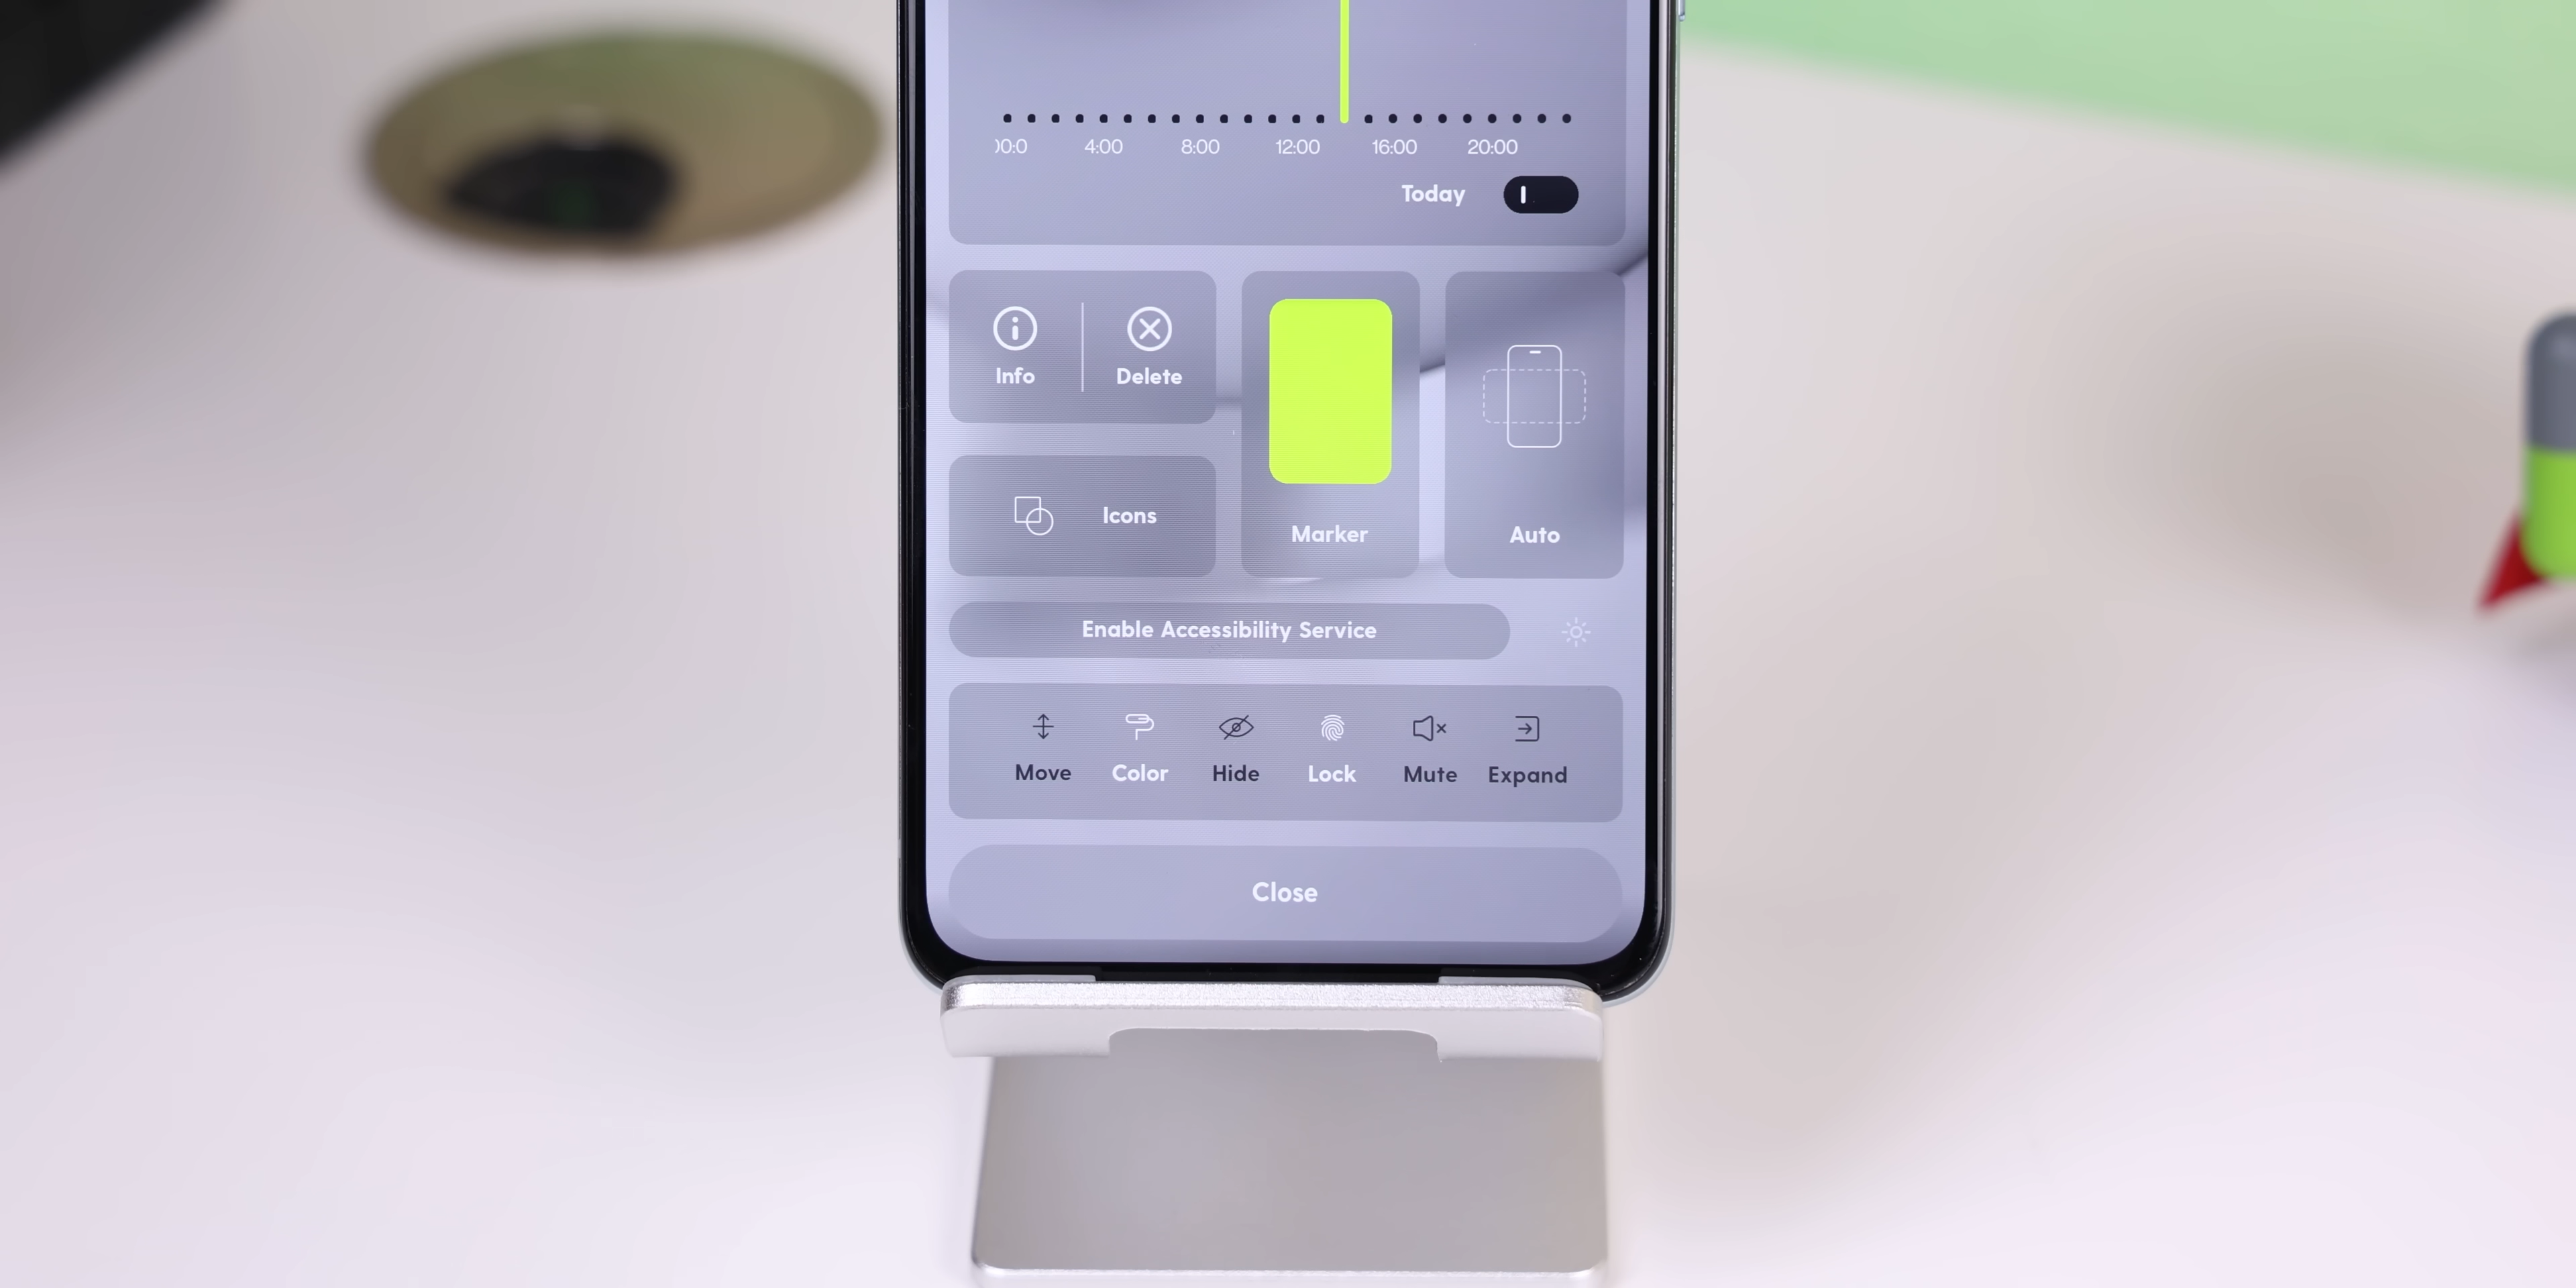 00:0 4:00 8:00 12:00 16:00 20:00
Today
Info Delete
Icons
Marker
Auto
Enable Accessibility Service
Move Color Hide Lock Mute Expand
Close